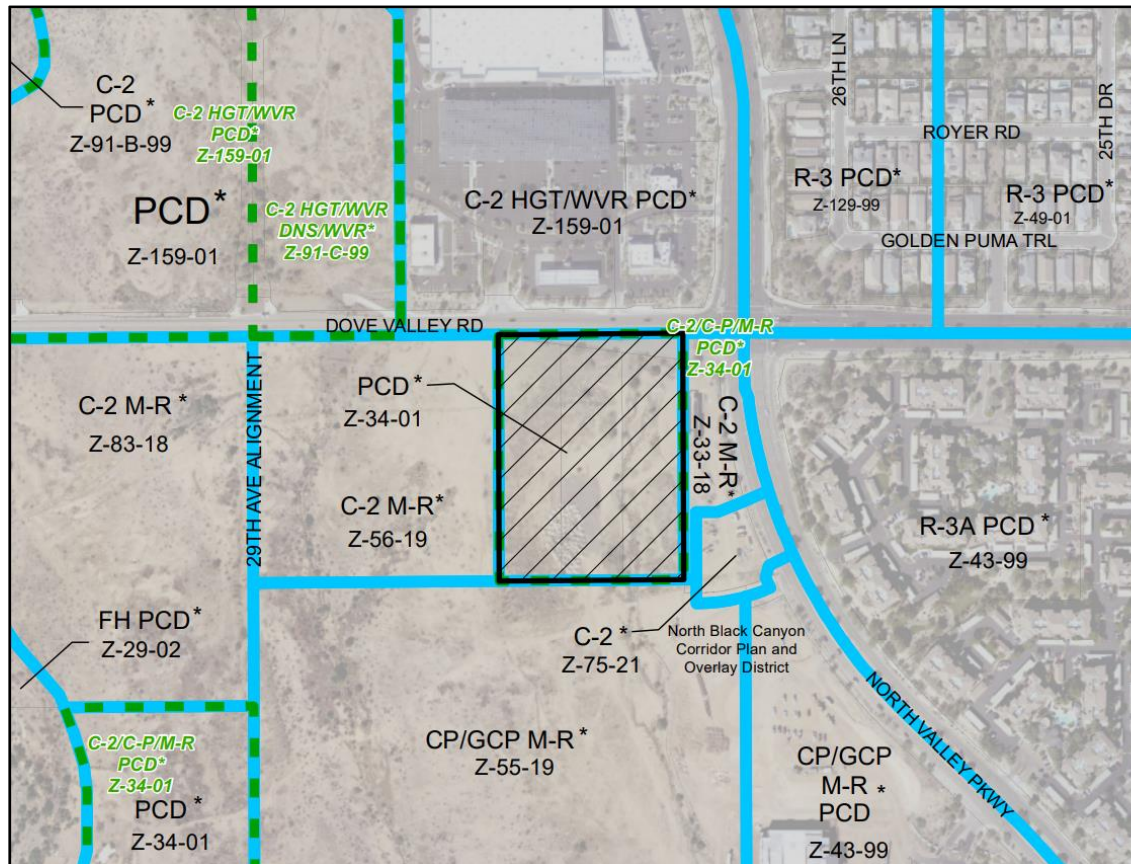 C-2
PCD*
Z-91-B-99
C-2 HGT/WVR
PCD*
Z-159-01
PCD*
Z-159-01
C-2 HGT/WVR
DNS/WVR*
Z-91-C-99
C-2 HGT/WVR PCD*
Z-159-01
26TH LN
ROYER RD
25TH DR
R-3 PCD*
Z-129-99
R-3 PCD*
Z-49-01
GOLDEN PUMA TRL
DOVE VALLEY RD
C-2/C-P/M-R
PCD*
Z-34-01
29TH AVE ALIGNMENT
PCD*
Z-34-01
C-2 M-R*
Z-83-18
C-2 M-R*
Z-33-18
C-2 M-R*
Z-56-19
R-3A PCD*
Z-43-99
FH PCD*
Z-29-02
C-2 *
Z-75-21
North Black Canyon
Corridor Plan and
Overlay District
NORTH VALLEY PKWY
C-2/C-P/M-R
PCD*
Z-34-01
PCD*
Z-34-01
CP/GCP M-R*
Z-55-19
CP/GCP
M-R *
PCD
Z-43-99